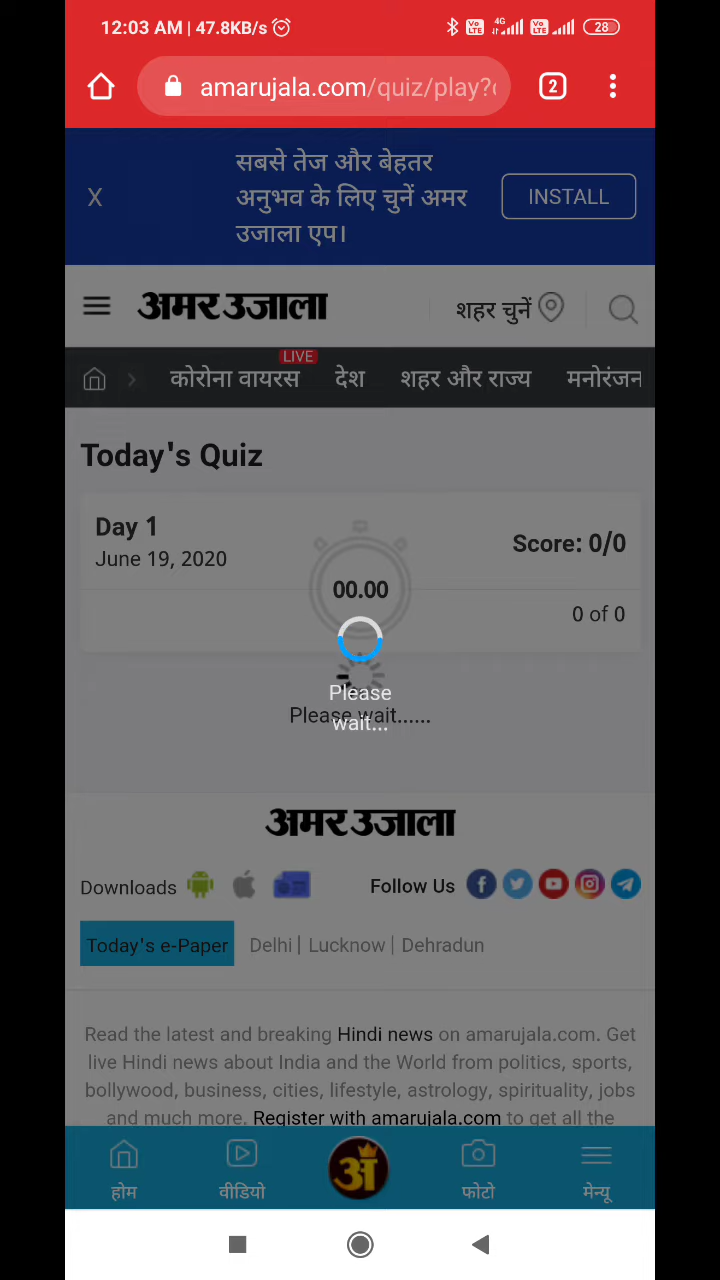 12:03 AM | 47.8KB/s
4G
Vo LTE
Vo LTE
28
amarujala.com/quiz/play?
2
X
सबसे तेज और बेहतर
अनुभव के लिए चुनें अमर
उजाला एप।
INSTALL
अमर उजाला
शहर चुनें
LIVE
कोरोना वायरस
देश
शहर और राज्य
मनोरंजन
Today's Quiz
Day 1
June 19, 2020
Score: 0/0
00.00
0 of 0
Please
wait...
Please wait......
अमर उजाला
Downloads
Follow Us
Today's e-Paper
Delhi | Lucknow | Dehradun
Read the latest and breaking Hindi news on amarujala.com. Get
live Hindi news about India and the World from politics, sports,
bollywood, business, cities, lifestyle, astrology, spirituality, jobs
and much more. Register with amarujala.com to get all the
होम
वीडियो
अ
फोटो
मेन्यू